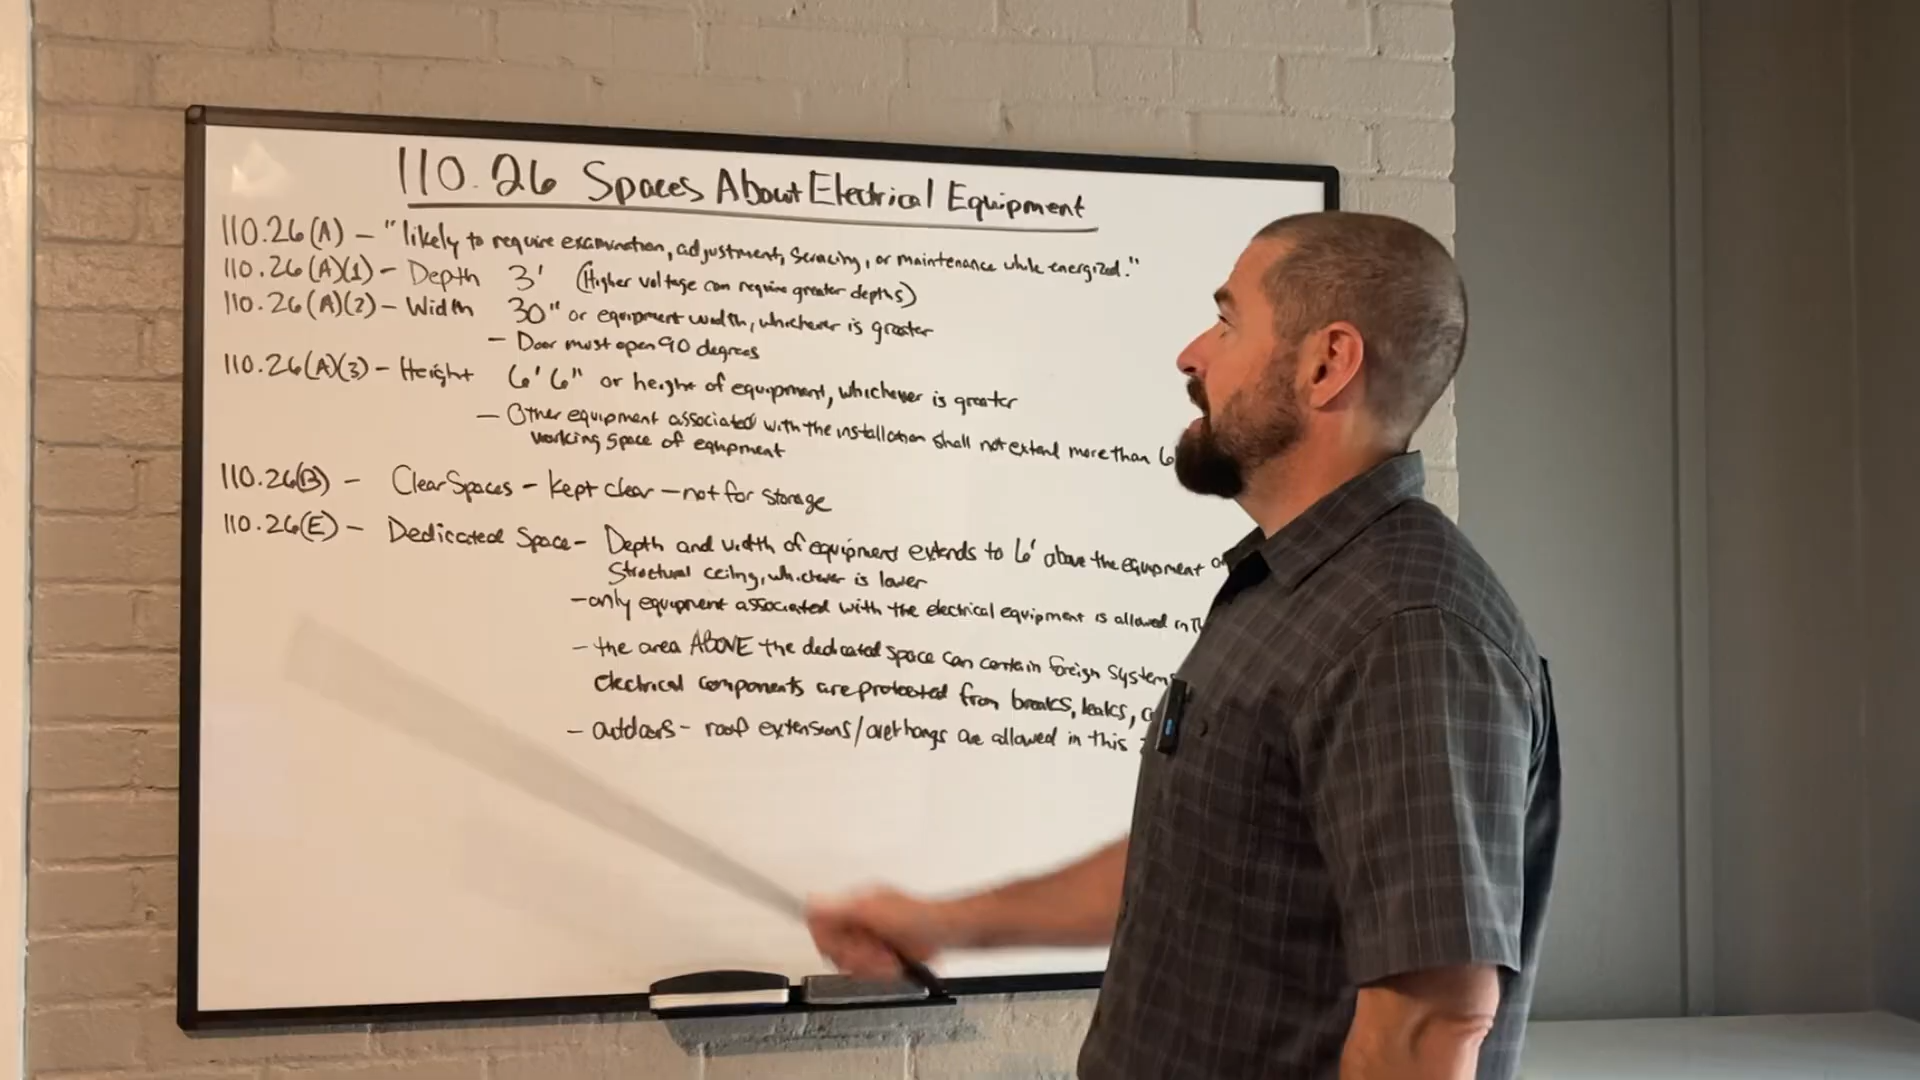 110.26 Spaces About Electrical Equipment
110.26(A) - "likely to require examination, adjustment, servicing, or maintenance while energized."
110.26(A)(1) - Depth 3' (Higher voltage can require greater depths)
110.26(A)(2) - Width 30" or equipment width, whichever is greater
- Door must open 90 degrees
110.26(A)(3) - Height 6'6" or height of equipment, whichever is greater
- Other equipment associated with the installation shall not extend more than 6
working space of equipment
110.26(B) - Clear Spaces - kept clear - not for storage
110.26(E) - Dedicated Space - Depth and width of equipment extends to 6' above the equipment
Structural ceiling, whichever is lower
- only equipment associated with the electrical equipment is allowed in
- the area ABOVE the dedicated space can contain foreign systems
electrical components are protected from breaks, leaks,
- outdoors - roof extensions/overhangs are allowed in this